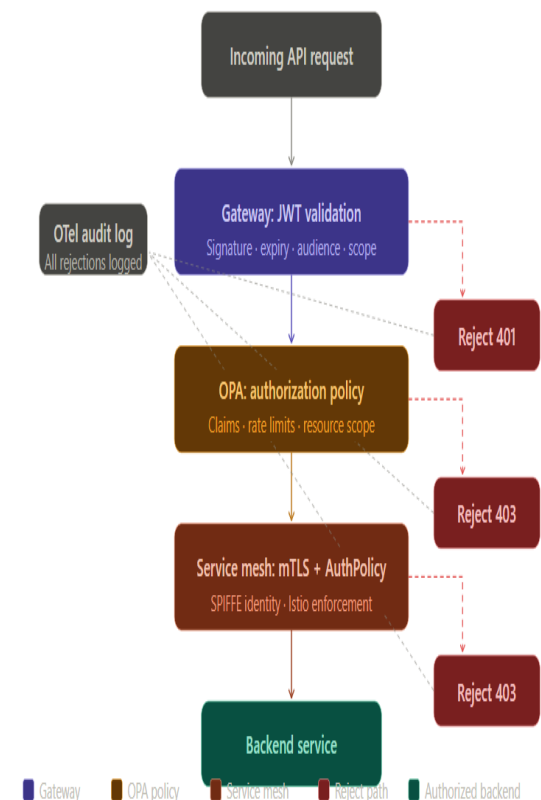 Incoming API request
Gateway: JWT validation
Signature · expiry · audience · scope
OTel audit log
All rejections logged
Reject 401
OPA: authorization policy
Claims · rate limits · resource scope
Reject 403
Service mesh: mTLS + AuthPolicy
SPIFFE identity · Istio enforcement
Reject 403
Backend service
Gateway OPA policy Service mesh Reject path Authorized backend